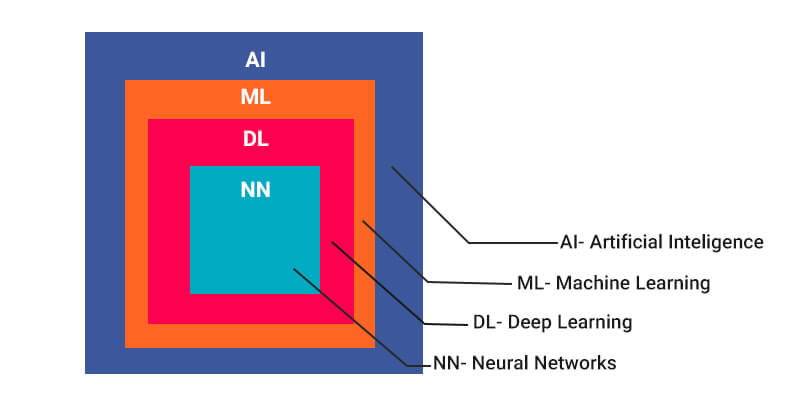 AI
ML
DL
NN
AI- Artificial Inteligence
ML- Machine Learning
DL- Deep Learning
NN- Neural Networks